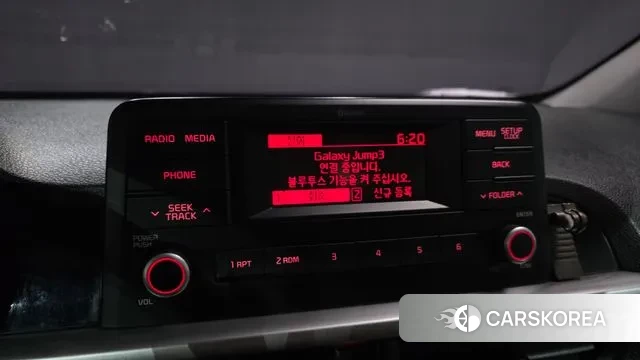 6:20
RADIO MEDIA
Galaxy Jump3
연결 중입니다.
블루투스 기능을 켜 주십시오.
2 신규 등록
PHONE
SEEK
TRACK
MENU SETUP
CLOCK
BACK
FOLDER
ENTER
POWER
PUSH
VOL
1 RPT 2 RDM 3 4 5 6
CARSKOREA